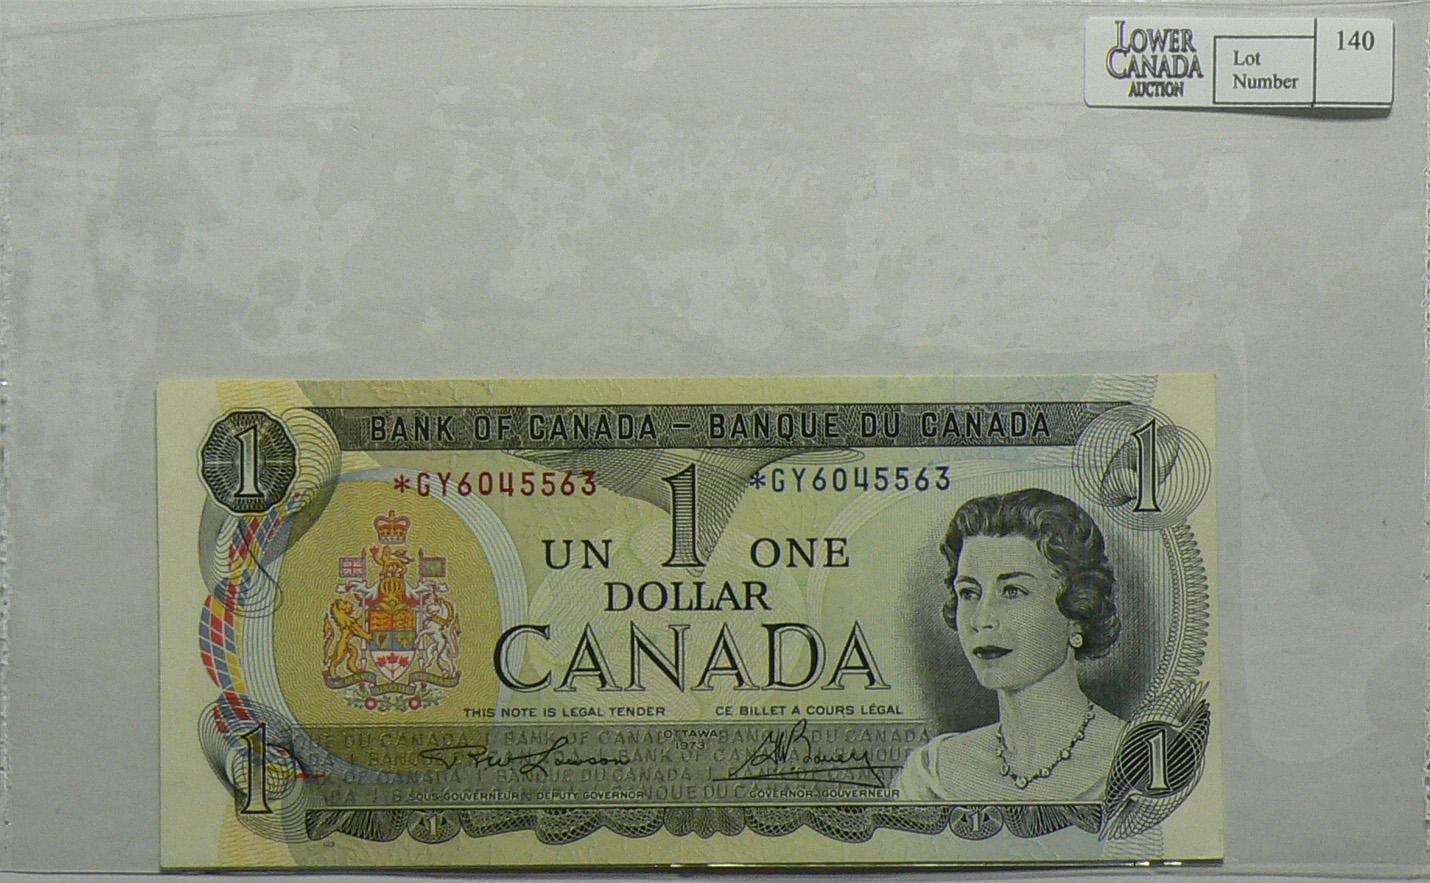 LOWER CANADA AUCTION
Lot Number
140
1
BANK OF CANADA – BANQUE DU CANADA
1
*GY6045563
1
*GY6045563
UN
ONE
DOLLAR
CANADA
THIS NOTE IS LEGAL TENDER
CE BILLET A COURS LÉGAL
OTTAWA
1973
1
1
SOUS-GOUVERNEUR DEPUTY GOVERNOR
GOVERNOR-GOUVERNEUR
1
1